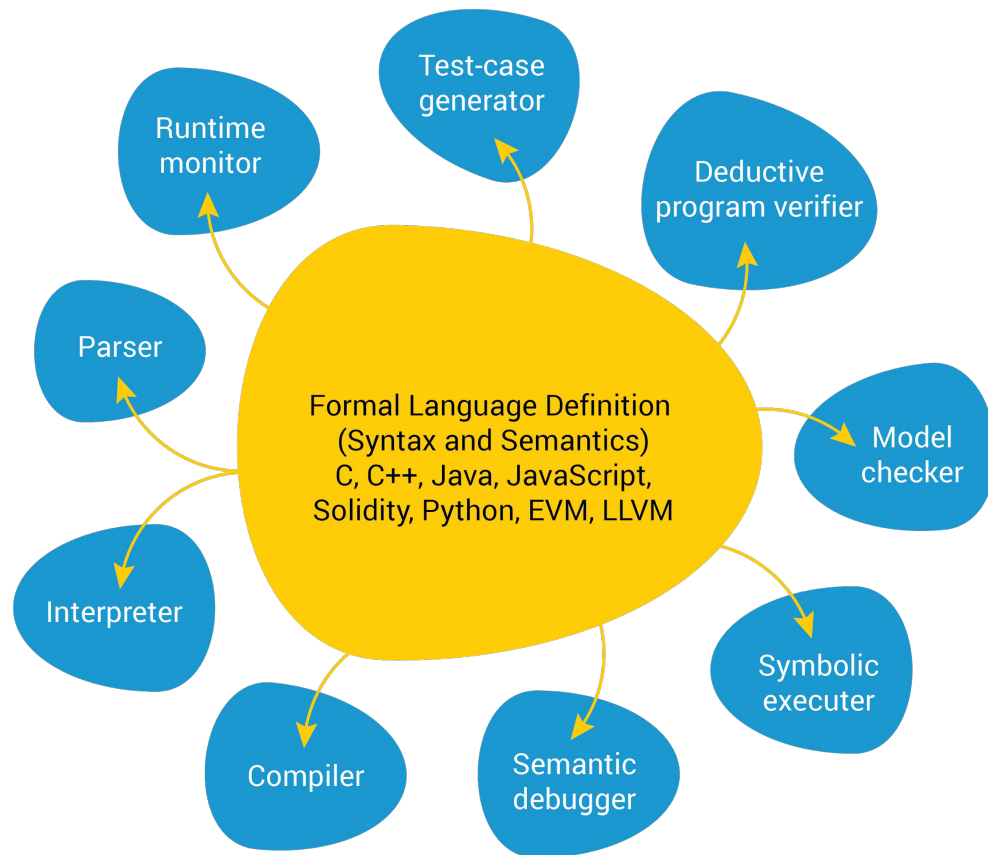 Test-case
generator
Runtime
monitor
Deductive
program verifier
Parser
Formal Language Definition
(Syntax and Semantics)
C, C++, Java, JavaScript,
Solidity, Python, EVM, LLVM
Model
checker
Interpreter
Symbolic
executer
Compiler
Semantic
debugger